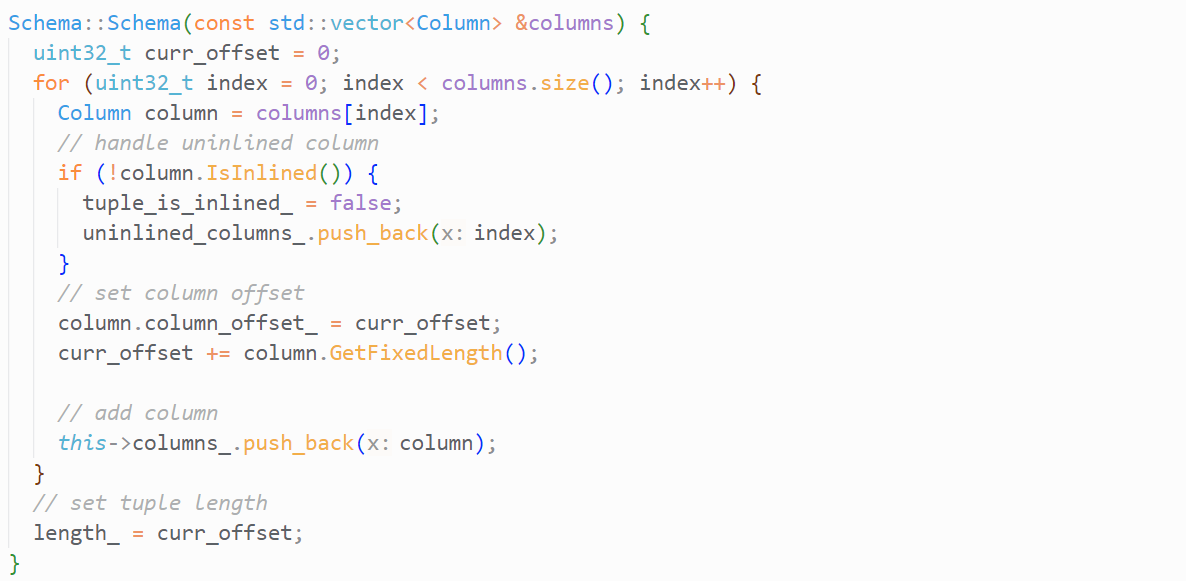 Schema::Schema(const std::vector<Column> &columns) {
  uint32_t curr_offset = 0;
  for (uint32_t index = 0; index < columns.size(); index++) {
    Column column = columns[index];
    // handle uninlined column
    if (!column.IsInlined()) {
      tuple_is_inlined_ = false;
      uninlined_columns_.push_back(x: index);
    }
    // set column offset
    column.column_offset_ = curr_offset;
    curr_offset += column.GetFixedLength();

    // add column
    this->columns_.push_back(x: column);
  }
  // set tuple length
  length_ = curr_offset;
}